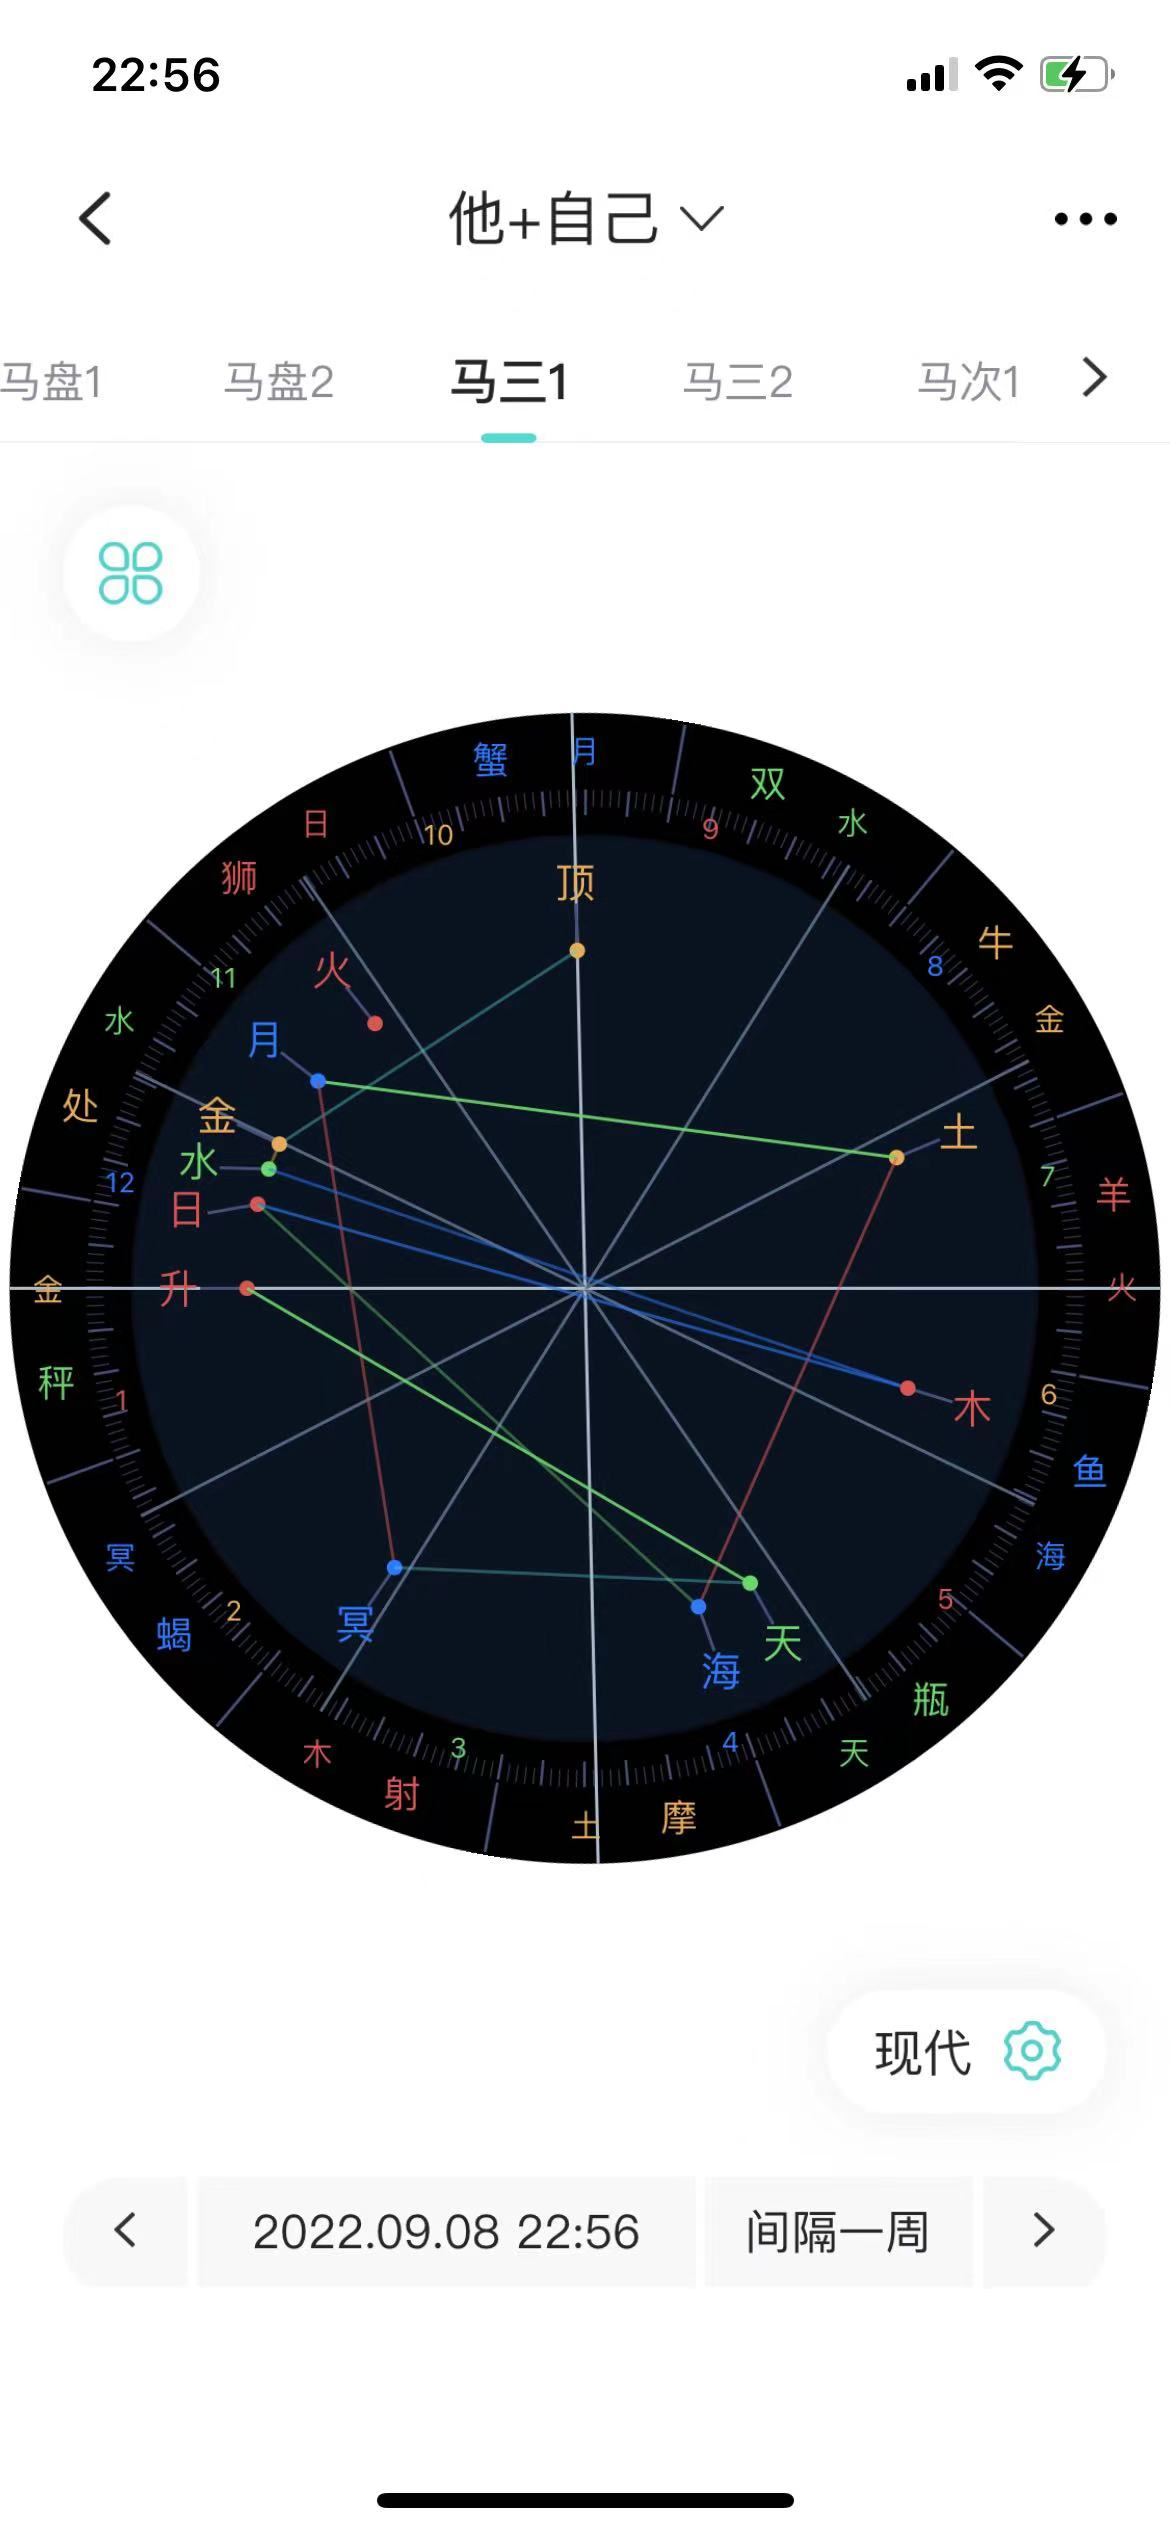 22:56
他+自己
马盘1 马盘2 马三1 马三2 马次1
蟹 月
双
水
日
10
9
狮
顶
牛
8
火
11
金
水
月
处
金
土
水
12
7
羊
日
金
升
火
秤
1
6
木
鱼
冥
海
2
5
蝎
冥
天
海
瓶
木
3
4
天
射
土
摩
现代
2022.09.08 22:56
间隔一周